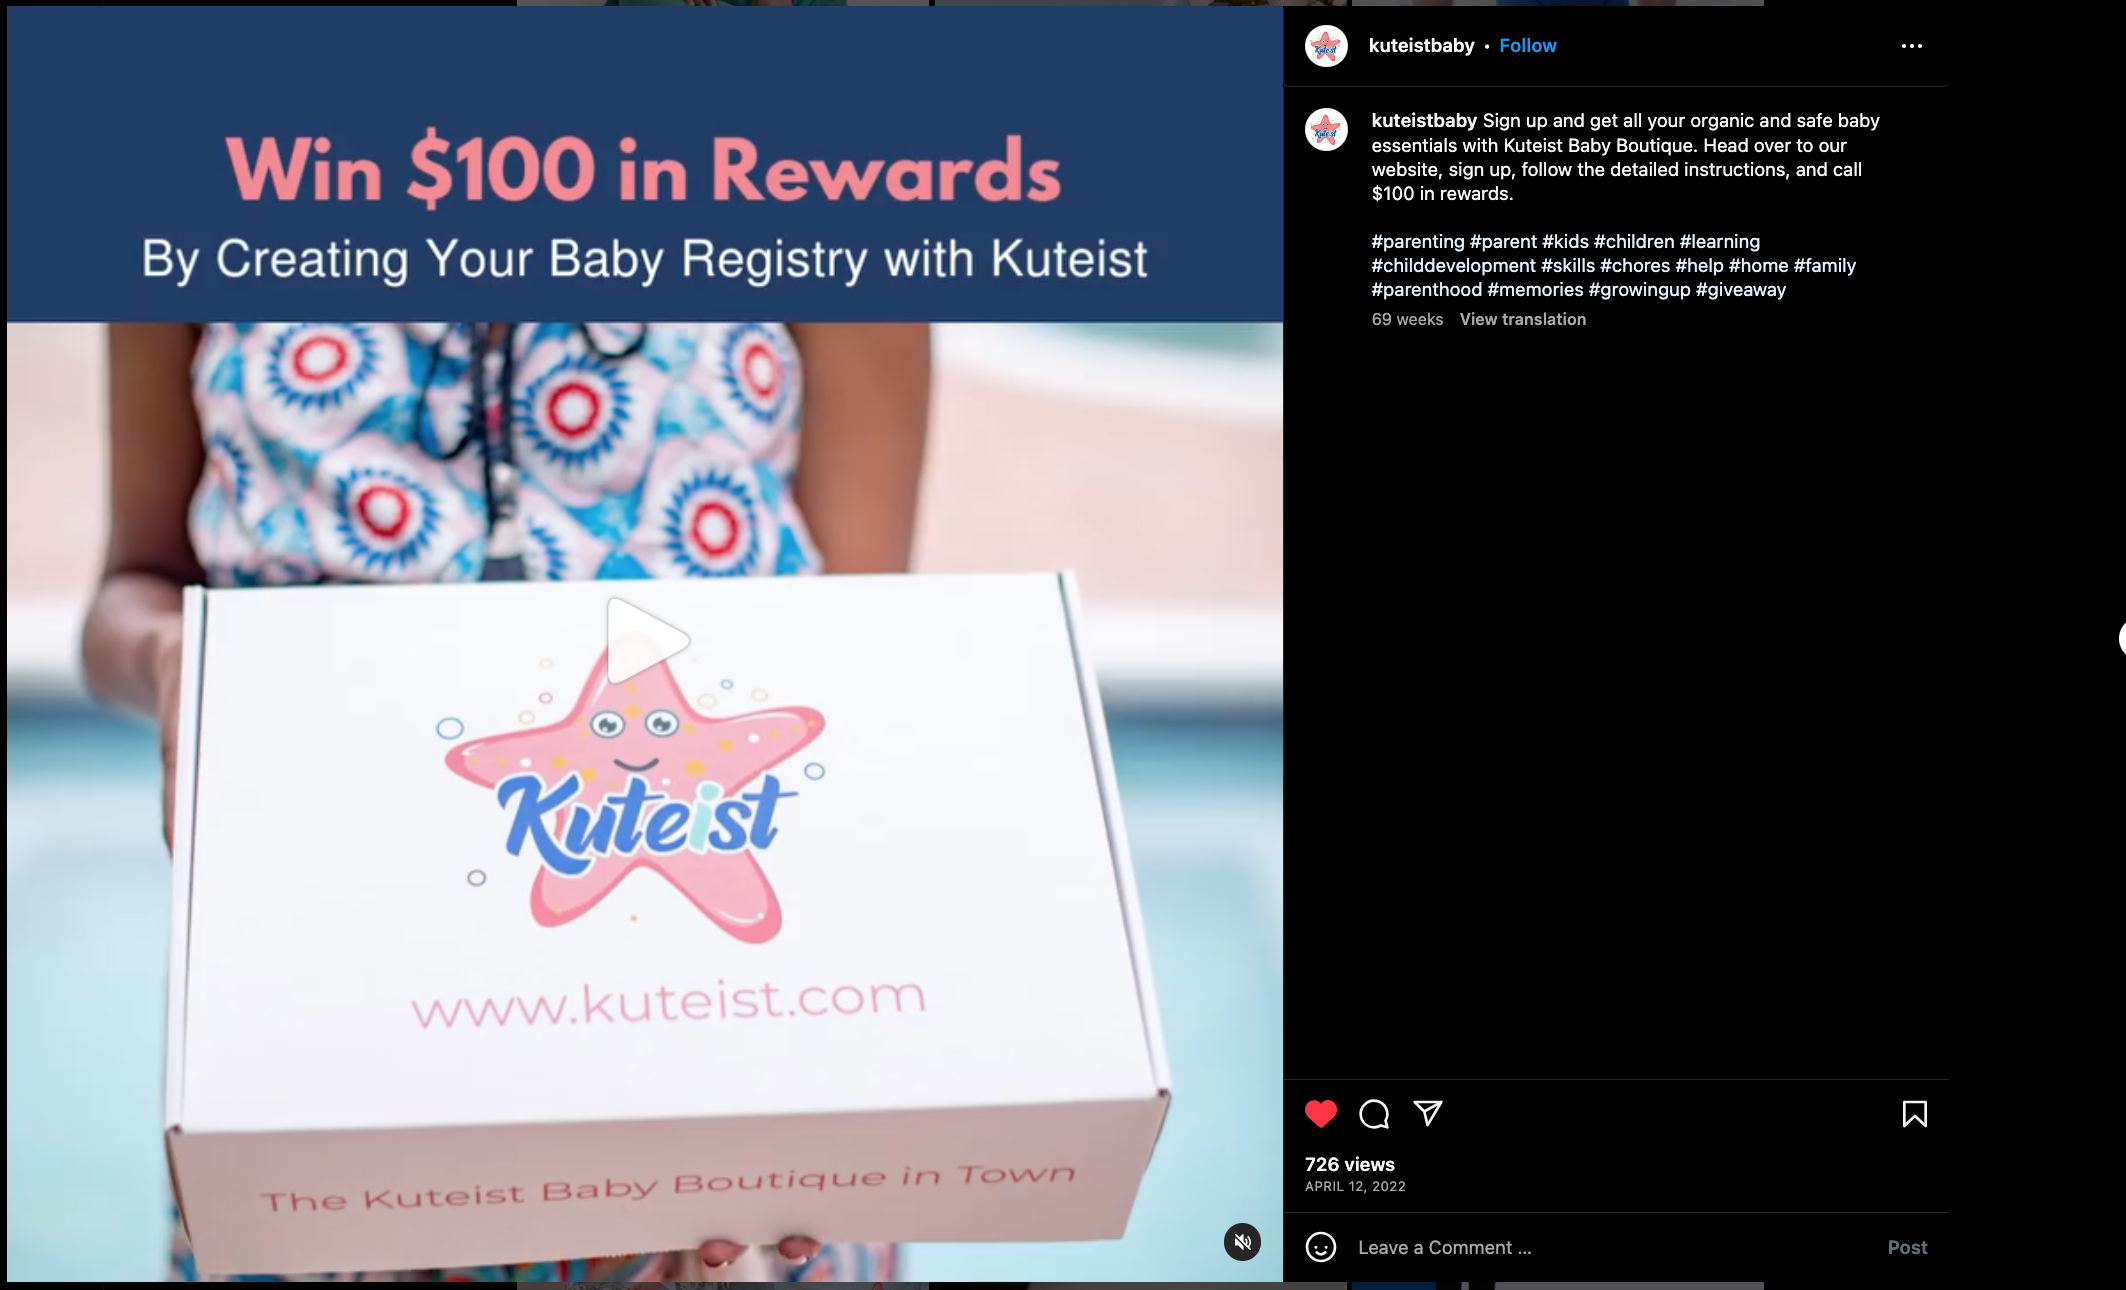 Win $100 in Rewards
By Creating Your Baby Registry with Kuteist
Kuteist
www.kuteist.com
The Kuteist Baby Boutique in Town
Kuteist
kuteistbaby • Follow
Kuteist
kuteistbaby Sign up and get all your organic and safe baby
essentials with Kuteist Baby Boutique. Head over to our
website, sign up, follow the detailed instructions, and call
$100 in rewards.
#parenting #parent #kids #children #learning
#childdevelopment #skills #chores #help #home #family
#parenthood #memories #growingup #giveaway
69 weeks View translation
726 views
APRIL 12, 2022
Leave a Comment ... Post